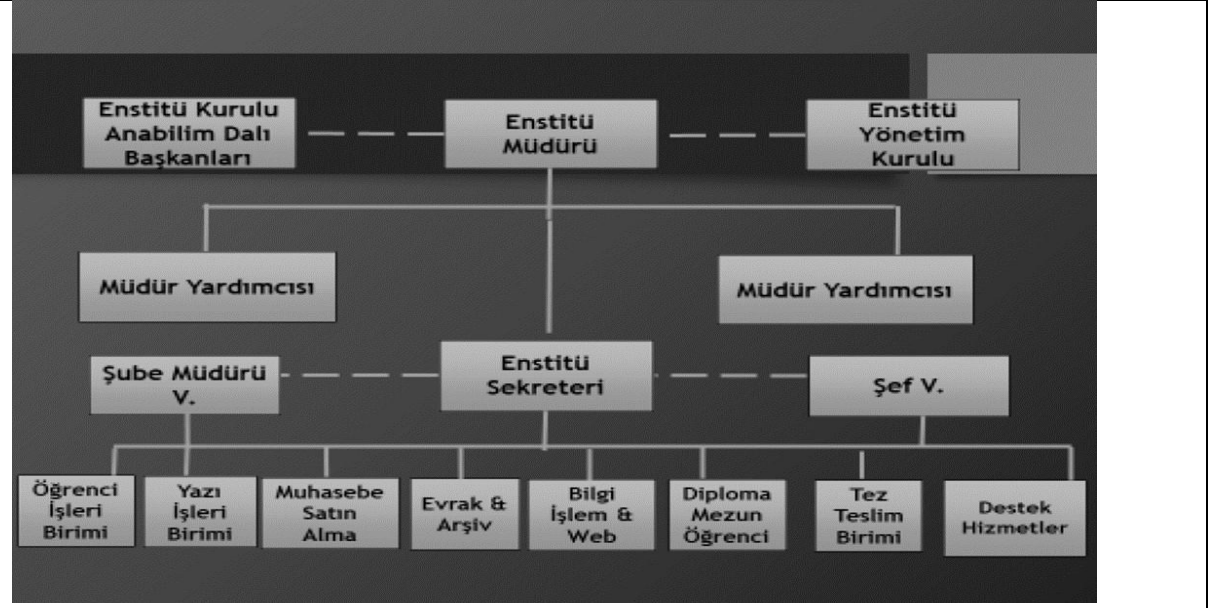 Enstitü Kurulu
Anabilim Dalı
Başkanları
Enstitü
Müdürü
Enstitü
Yönetim
Kurulu
Müdür Yardımcısı
Müdür Yardımcısı
Şube Müdürü
V.
Enstitü
Sekreteri
Şef V.
Öğrenci
İşleri
Birimi
Yazı
İşleri
Birimi
Muhasebe
Satın
Alma
Evrak &
Arşiv
Bilgi
İşlem &
Web
Diploma
Mezun
Öğrenci
Tez
Teslim
Birimi
Destek
Hizmetler